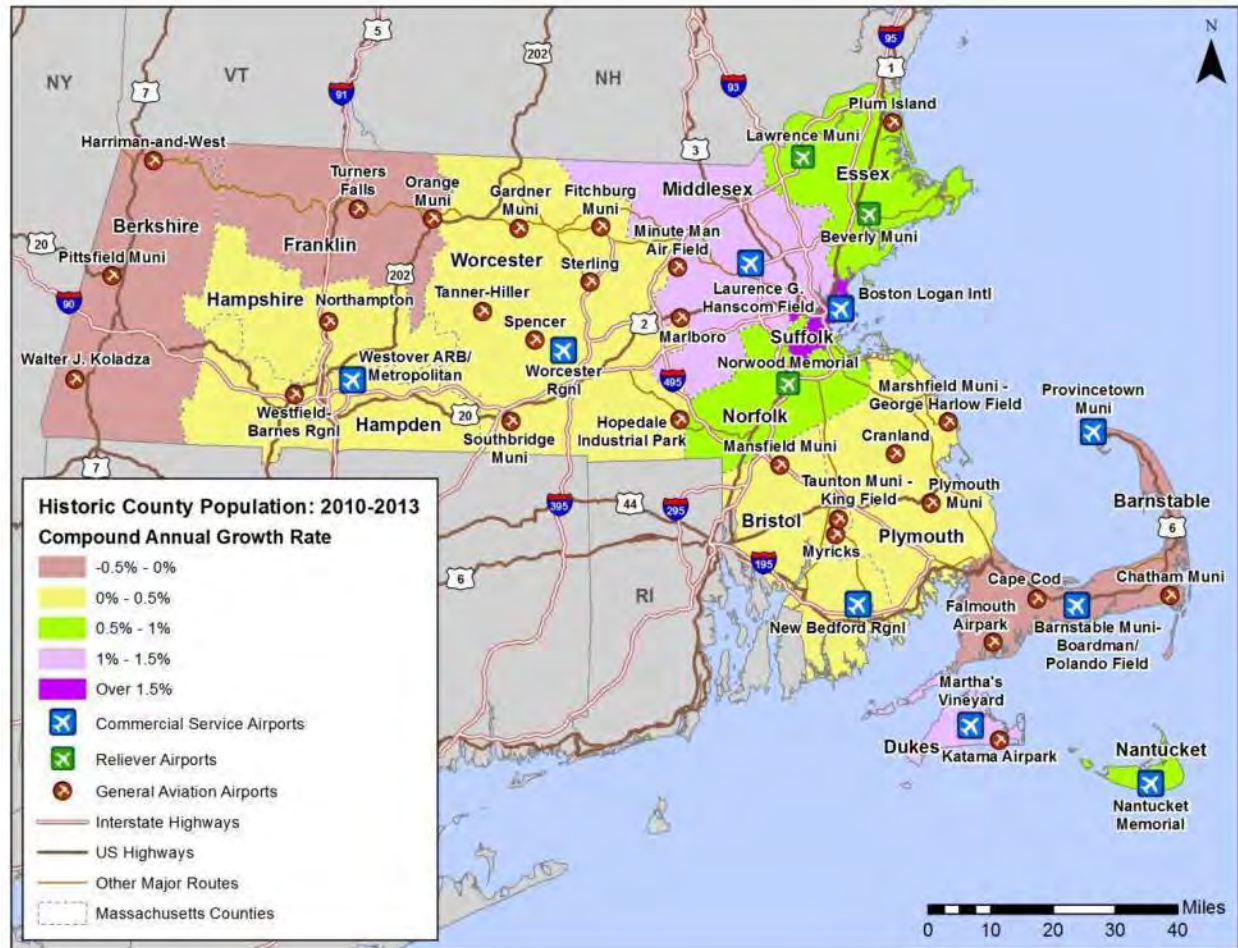 N
95
5
202
1
NY
VT
NH
7
91
93
Plum Island
Harriman-and-West
Lawrence Muni
3
Turners
Falls
Orange
Muni
Gardner
Muni
Fitchburg
Muni
Middlesex
Essex
Berkshire
Franklin
Minute Man
Air Field
Beverly Muni
20
Pittsfield Muni
202
Worcester
Sterling
90
Hampshire
Northampton
Tanner-Hiller
Laurence G.
Hanscom Field
Boston Logan Intl
Spencer
2
Marlboro
Suffolk
Walter J. Koladza
Westover ARB/
Metropolitan
Worcester
Rgnl
495
Norwood Memorial
Marshfield Muni -
George Harlow Field
Provincetown
Muni
Westfield-
Barnes Rgnl
Hampden
20
Southbridge
Muni
Hopedale
Industrial Park
Norfolk
Mansfield Muni
Cranland
7
Taunton Muni -
King Field
Plymouth
Muni
Barnstable
6
395
44
295
Bristol
Myricks
Plymouth
6
195
RI
New Bedford Rgnl
Cape Cod
Falmouth
Airpark
Chatham Muni
Barnstable Muni-
Boardman/
Polando Field
Martha's
Vineyard
Dukes
Katama Airpark
Nantucket
Nantucket
Memorial
Historic County Population: 2010-2013
Compound Annual Growth Rate
-0.5% - 0%
0% - 0.5%
0.5% - 1%
1% - 1.5%
Over 1.5%
Commercial Service Airports
Reliever Airports
General Aviation Airports
Interstate Highways
US Highways
Other Major Routes
Massachusetts Counties
Miles
0 10 20 30 40